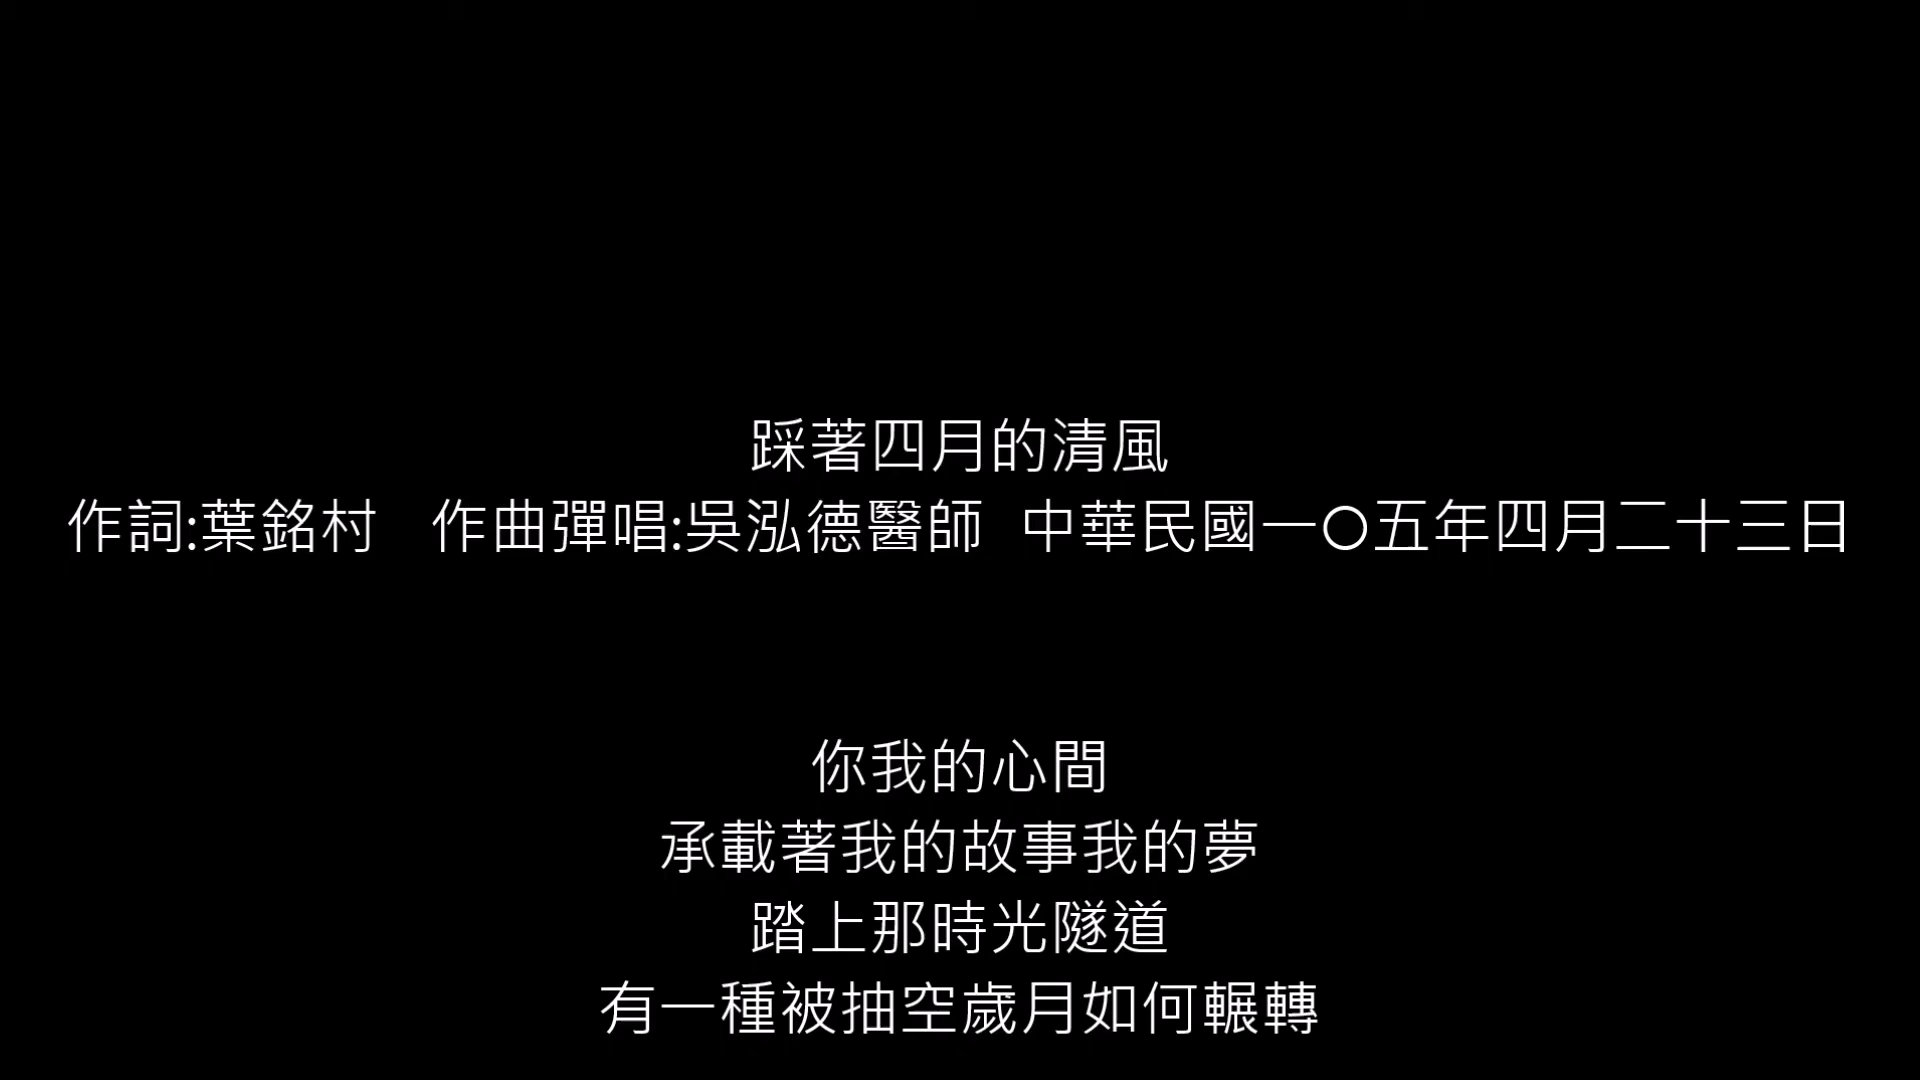 踩著四月的清風
作詞:葉銘村 作曲彈唱:吳泓德醫師 中華民國一○五年四月二十三日
你我的心間
承載著我的故事我的夢
踏上那時光隧道
有一種被抽空歲月如何輾轉